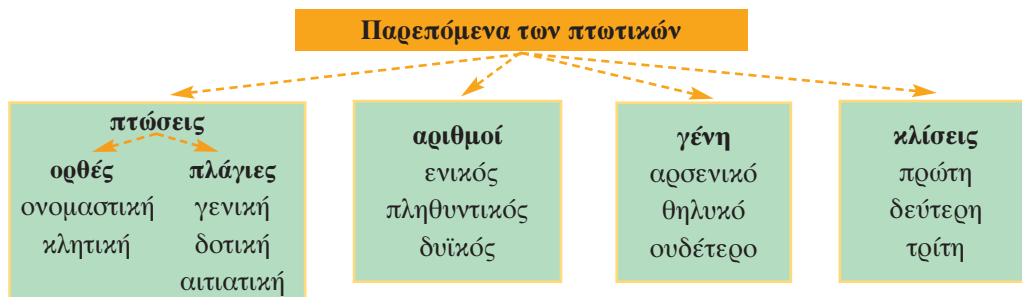 Παρεπόμενα των πτωτικών
πτώσεις
ορθές
ονομαστική
κλητική
πλάγιες
γενική
δοτική
αιτιατική
αριθμοί
ενικός
πληθυντικός
δυϊκός
γένη
αρσενικό
θηλυκό
ουδέτερο
κλίσεις
πρώτη
δεύτερη
τρίτη